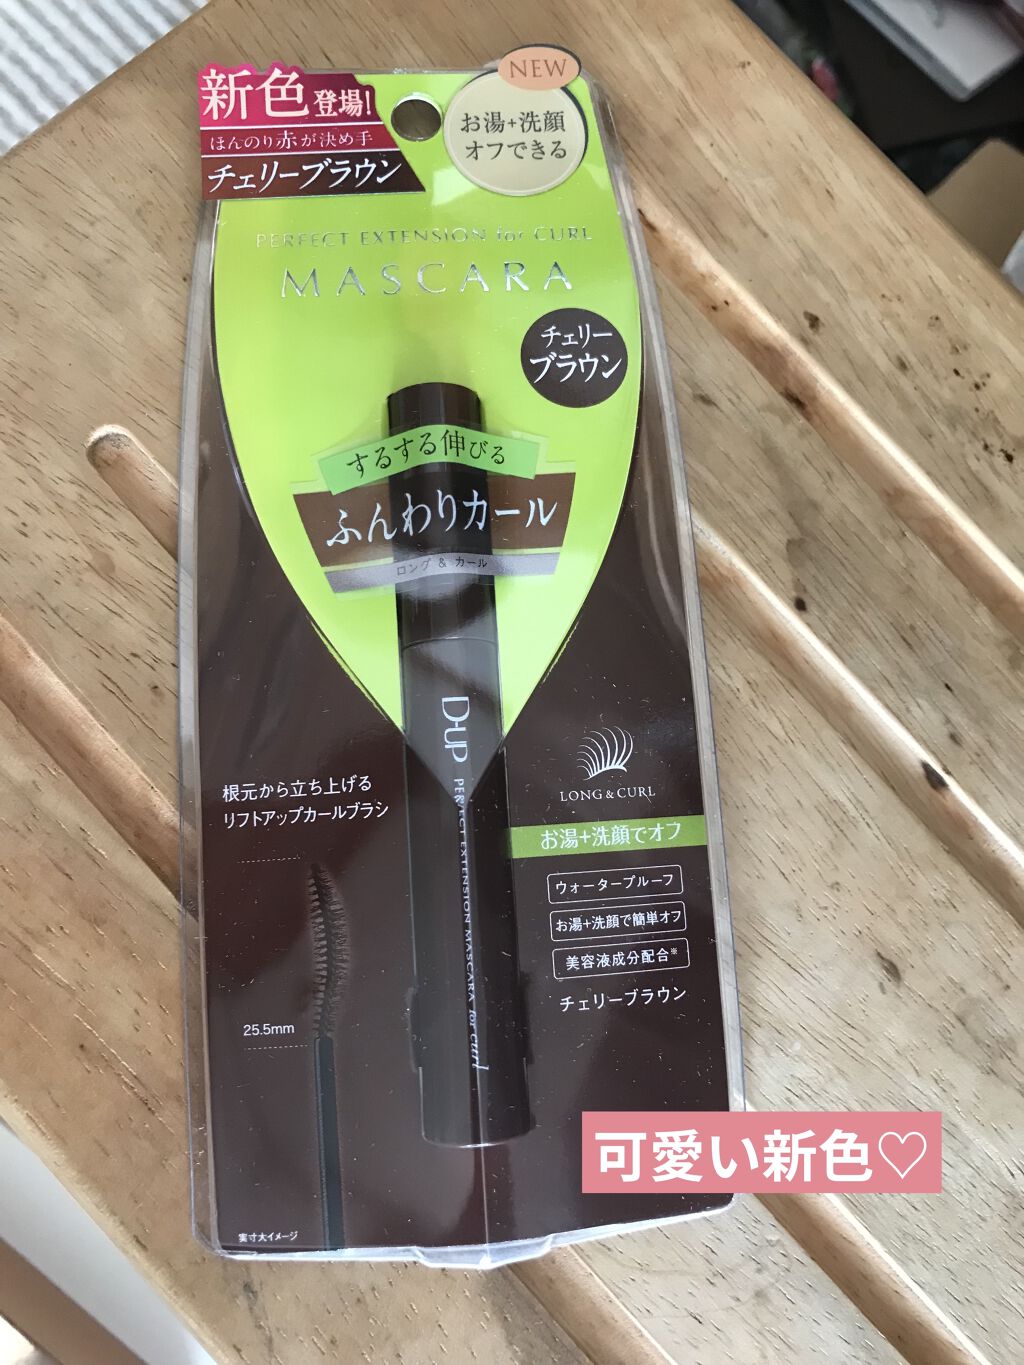 新色登場!
ほんのり赤が決め手
チェリーブラウン
NEW
お湯+洗顔
オフできる
PERFECT EXTENSION for CURL
MASCARA
チェリー
ブラウン
するする伸びる
ふんわりカール
ロング & カール
D-UP PERFECT EXTENSION MASCARA for curl
根元から立ち上げる
リフトアップカールブラシ
25.5mm
実寸大イメージ
LONG & CURL
お湯+洗顔でオフ
ウォータープルーフ
お湯+洗顔で簡単オフ
美容液成分配合※
チェリーブラウン
可愛い新色♡